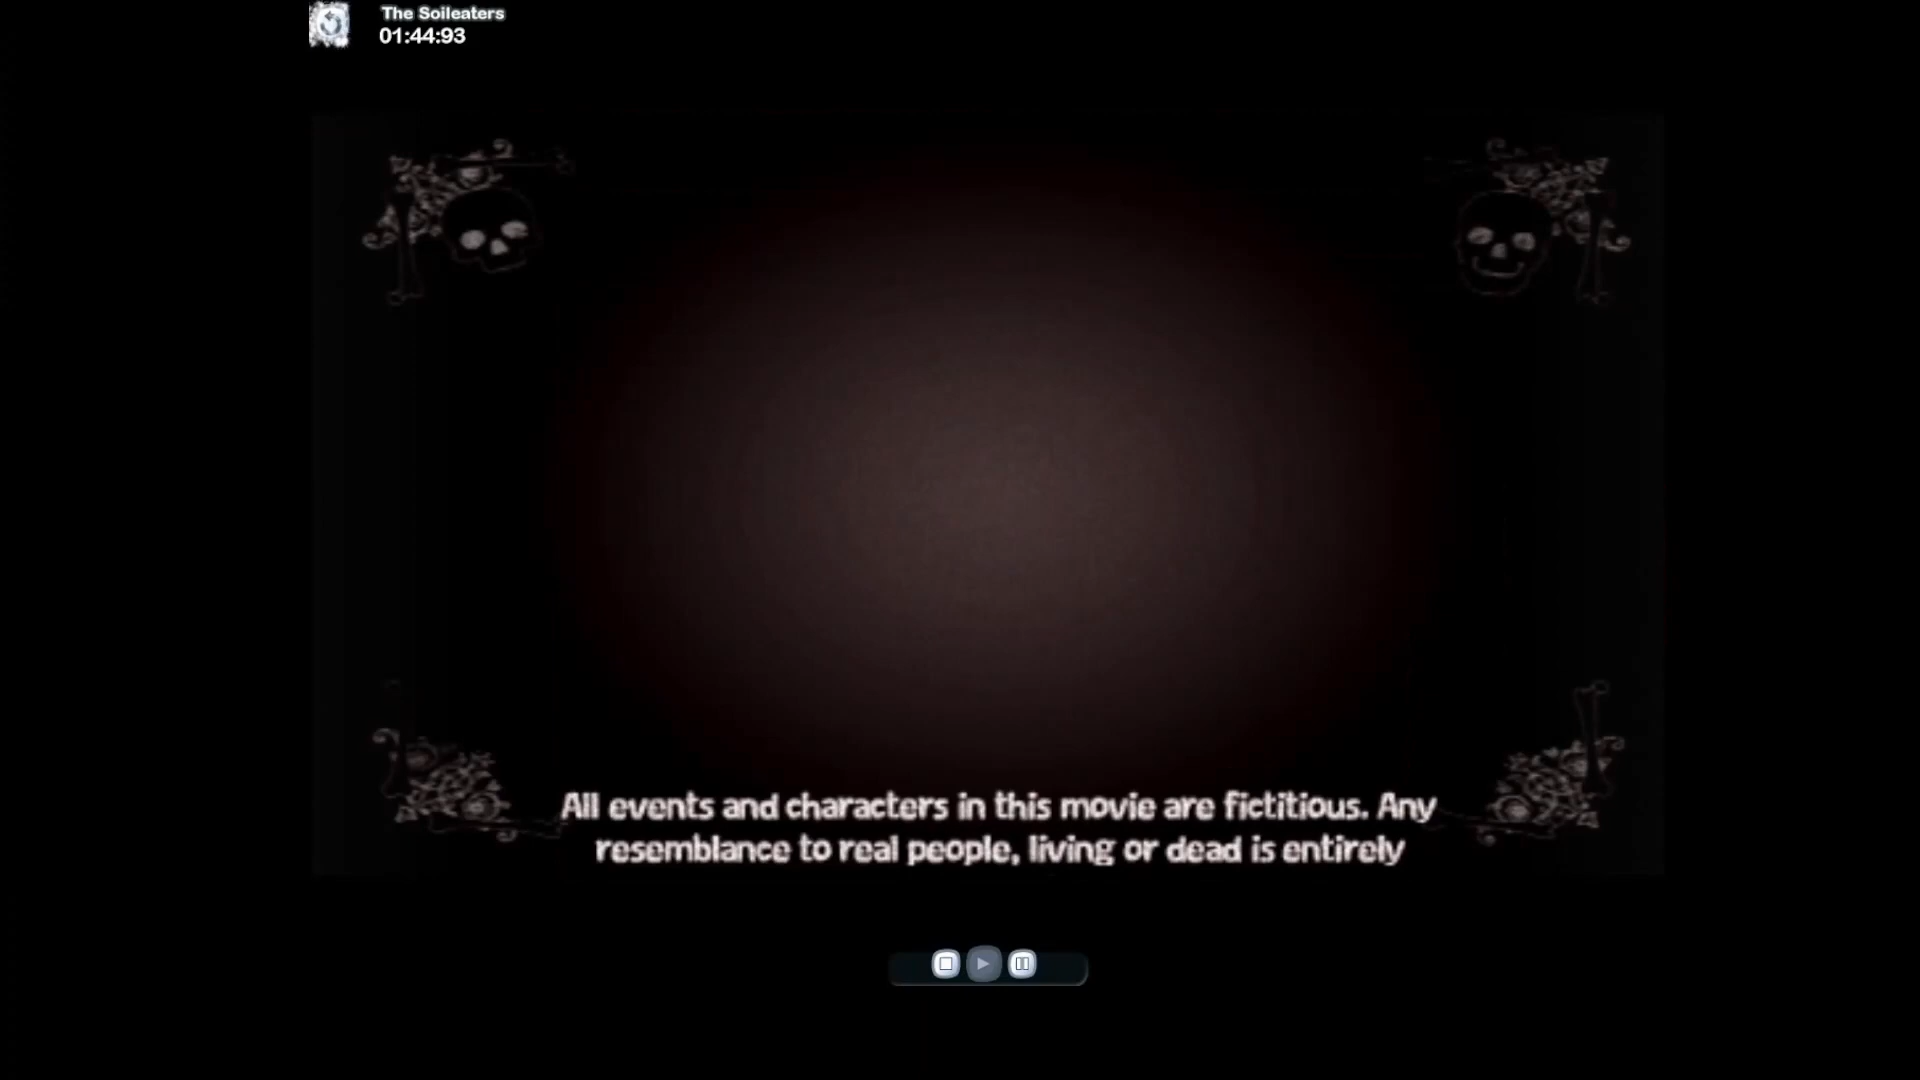 The Soileaters
01:44:93
All events and characters in this movie are fictitious. Any
resemblance to real people, living or dead is entirely